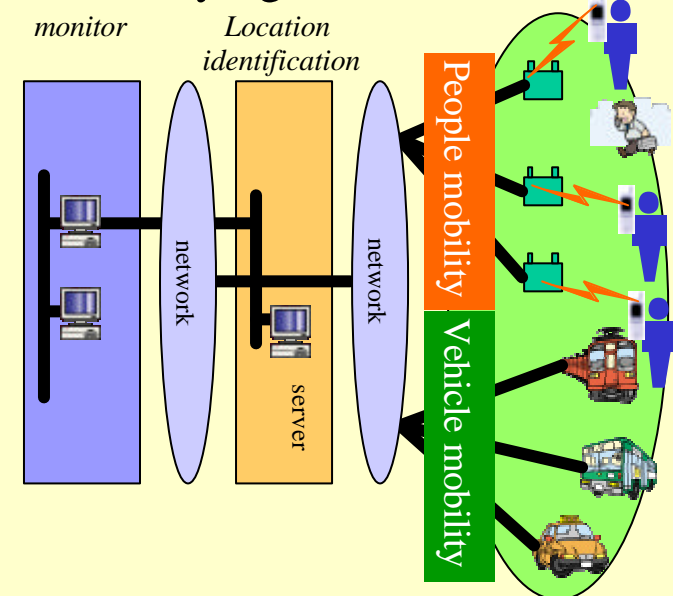 monitor
Location
identification
network
server
network
People mobility
Vehicle mobility